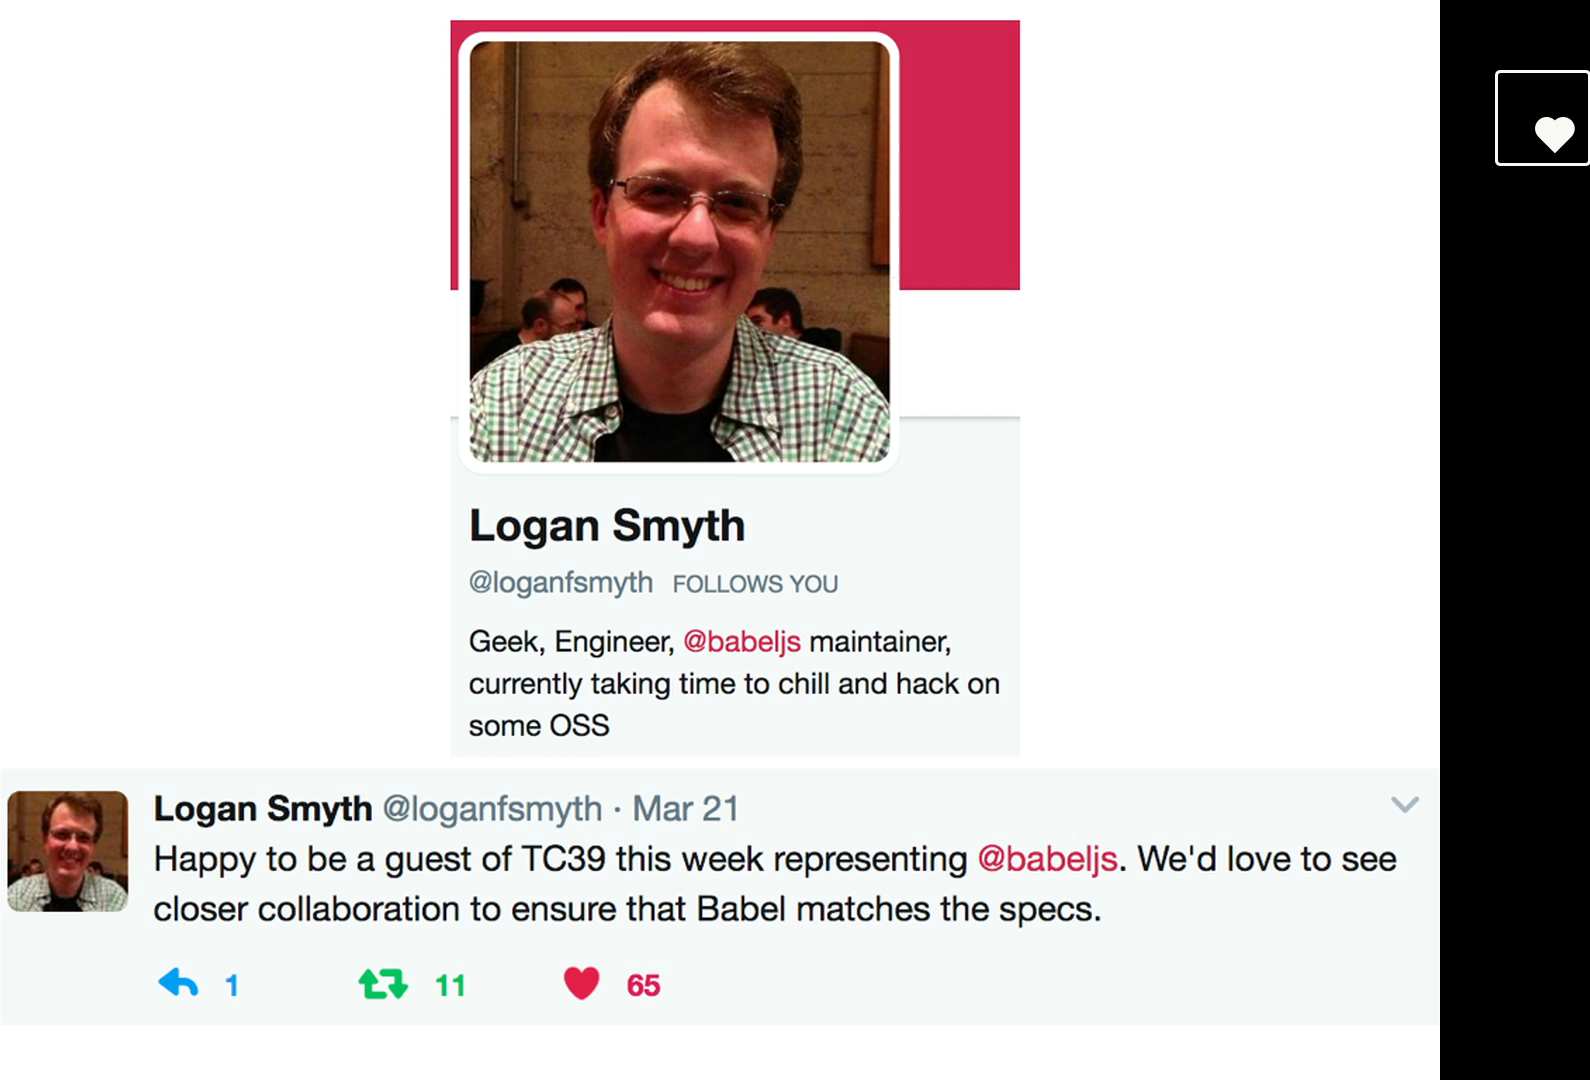 Logan Smyth
@loganfsmyth FOLLOWS YOU
Geek, Engineer, @babeljs maintainer,
currently taking time to chill and hack on
some OSS
Logan Smyth @loganfsmyth · Mar 21
Happy to be a guest of TC39 this week representing @babeljs. We'd love to see
closer collaboration to ensure that Babel matches the specs.
1 11 65